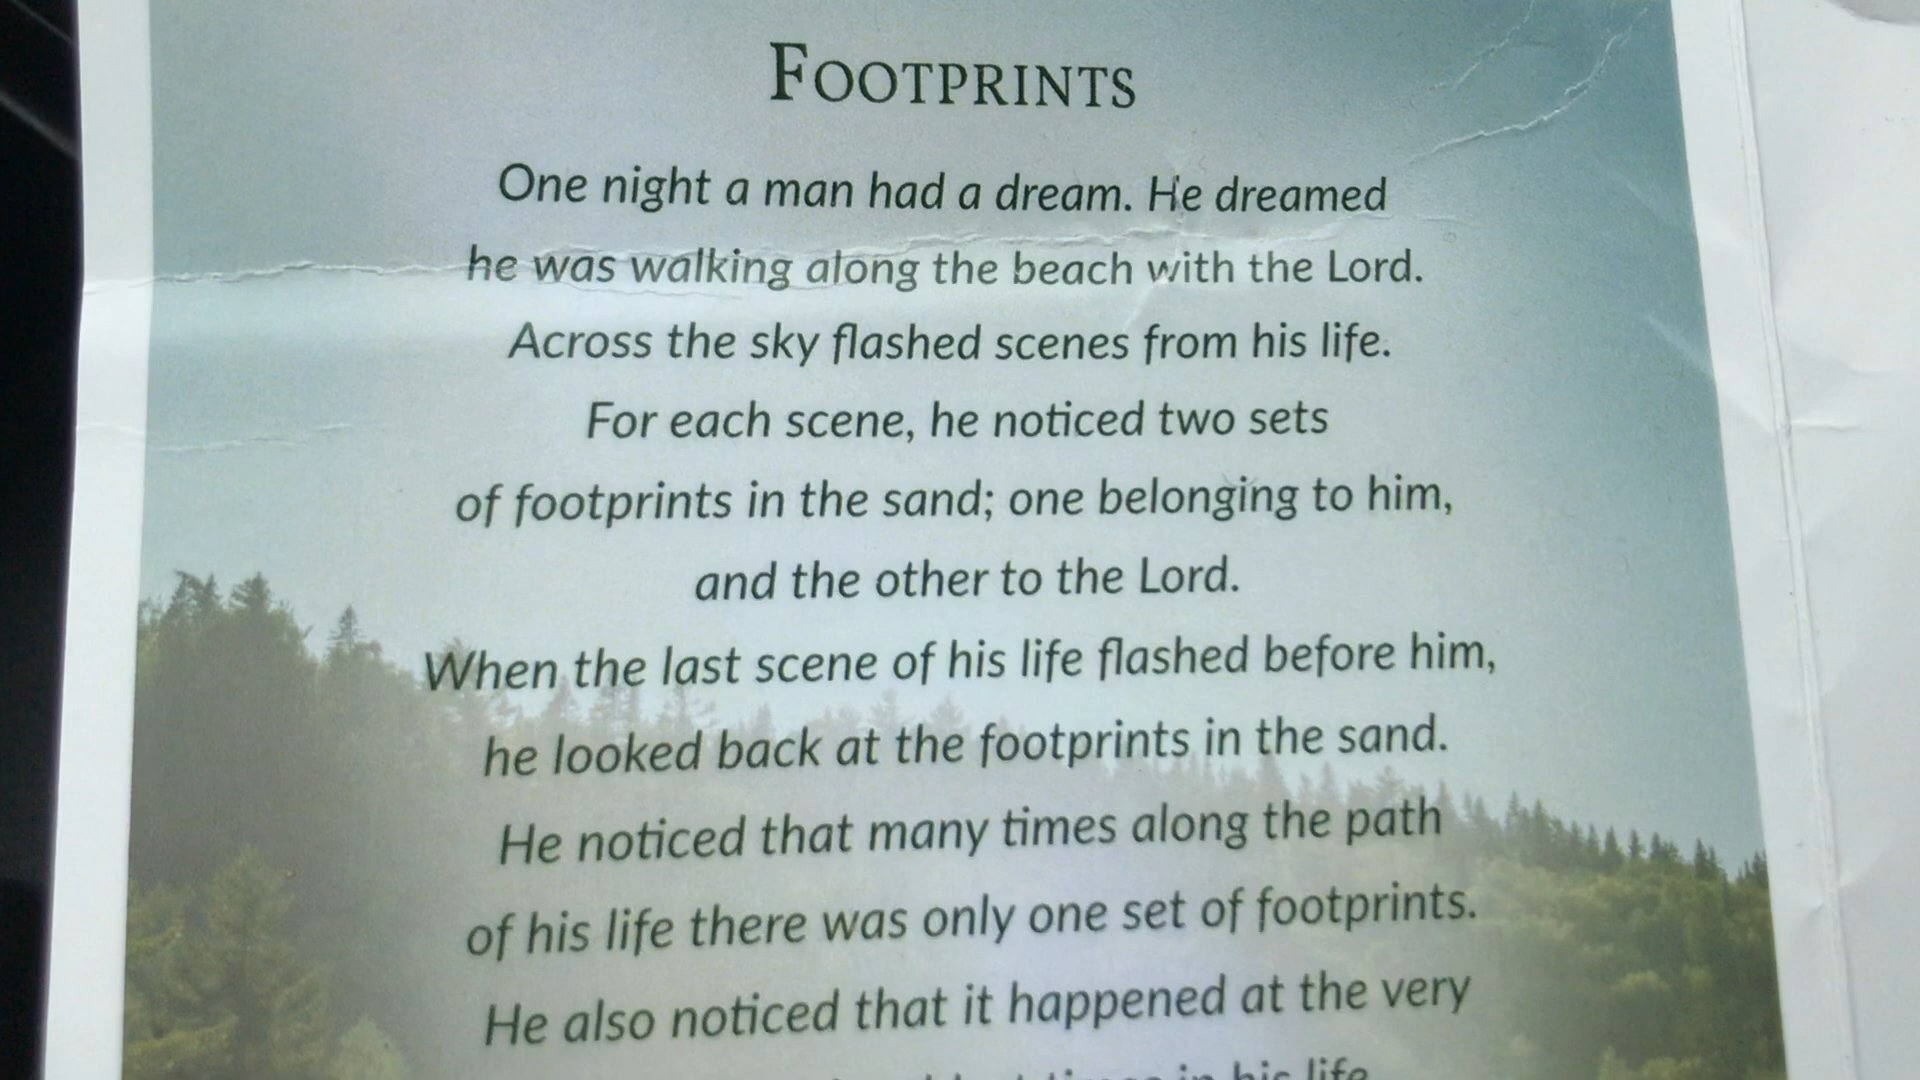 FOOTPRINTS
One night a man had a dream. He dreamed
he was walking along the beach with the Lord.
Across the sky flashed scenes from his life.
For each scene, he noticed two sets
of footprints in the sand; one belonging to him,
and the other to the Lord.
When the last scene of his life flashed before him,
he looked back at the footprints in the sand.
He noticed that many times along the path
of his life there was only one set of footprints.
He also noticed that it happened at the very
times in his life